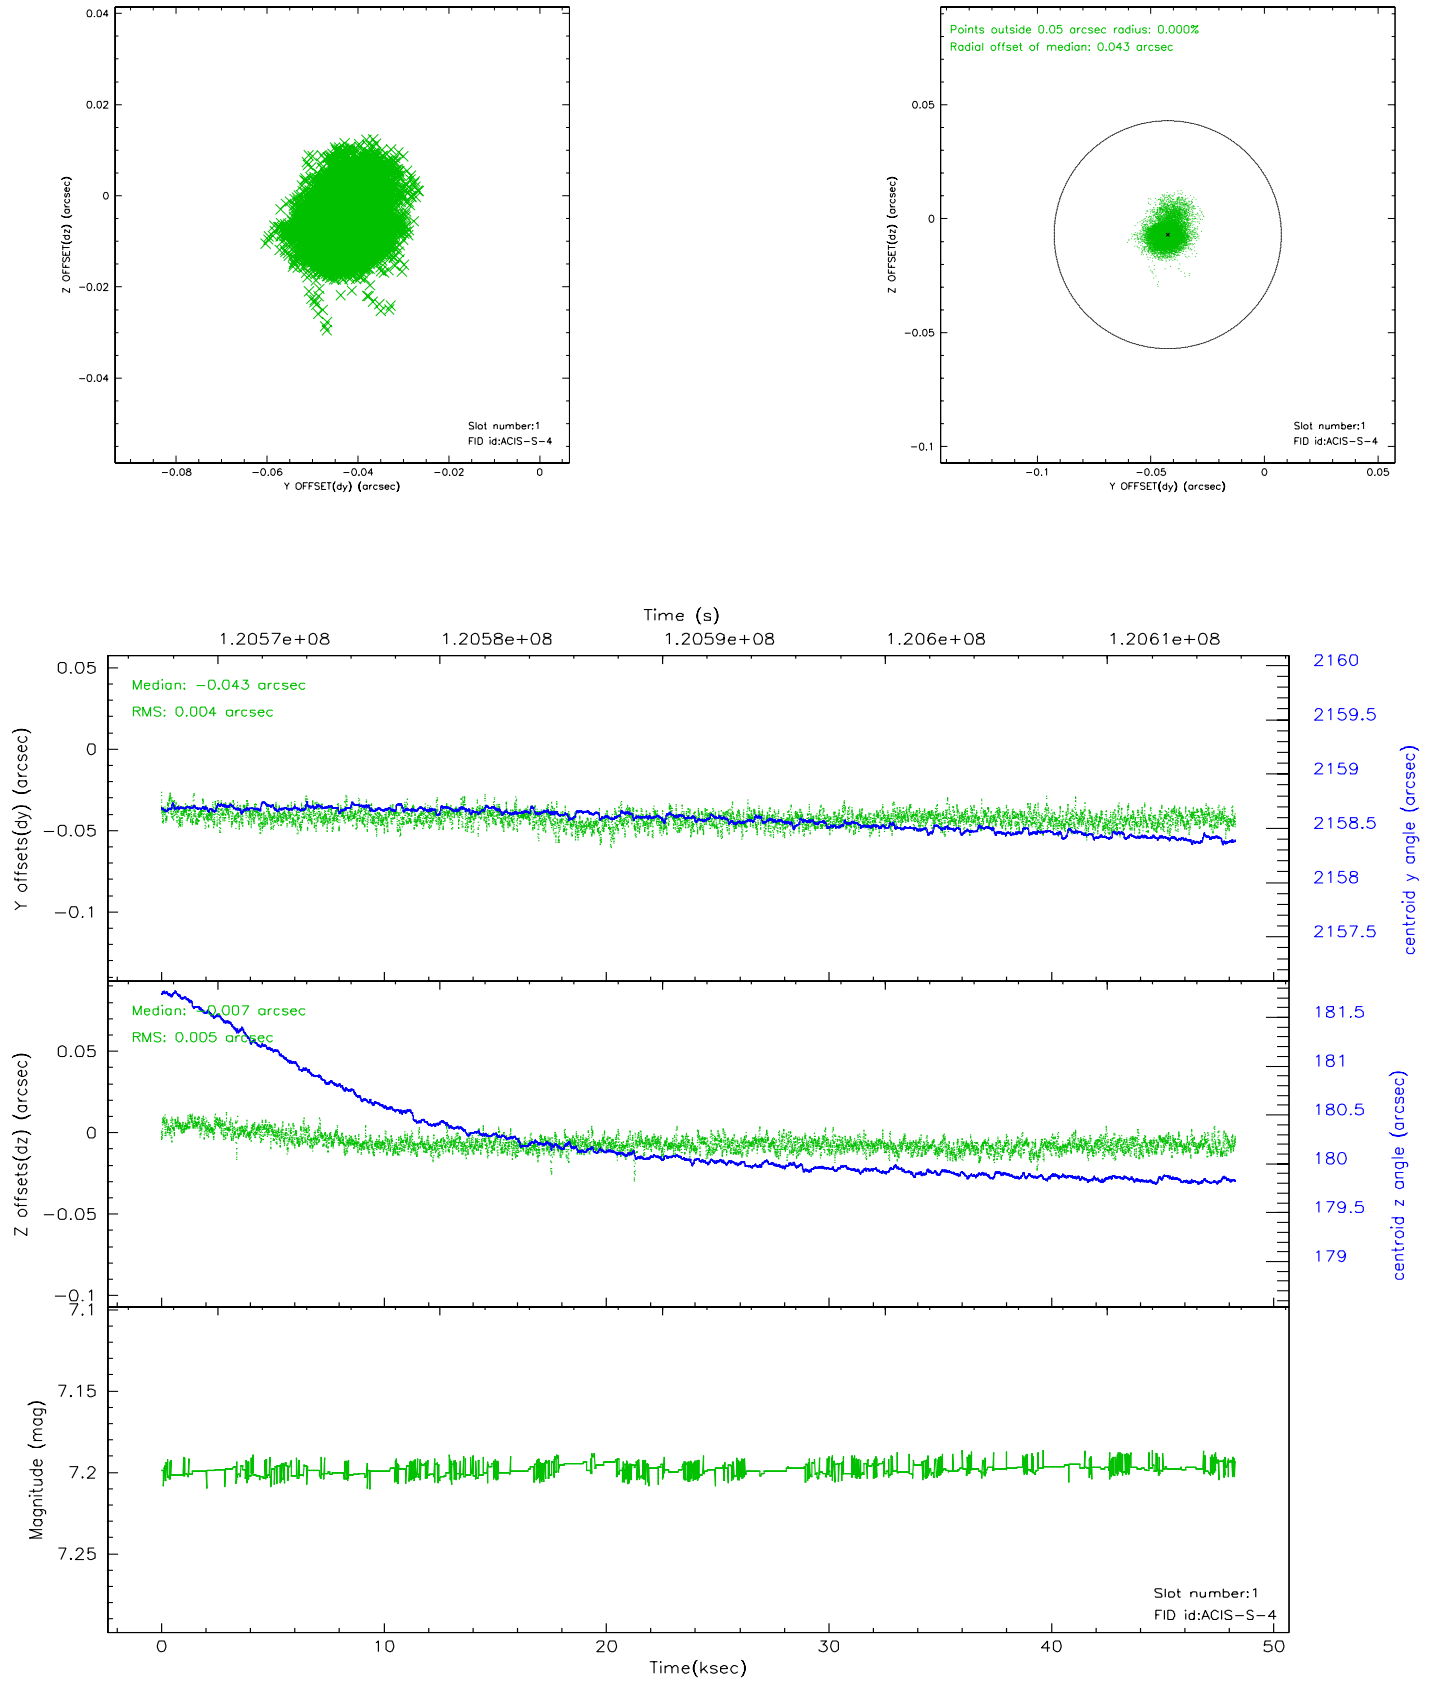 0.04
0.02
0
−0.02
−0.04
Z OFFSET(dz) (arcsec)
Slot number:1
FID id:ACIS−S−4
−0.08 −0.06 −0.04 −0.02 0
Y OFFSET(dy) (arcsec)
Points outside 0.05 arcsec radius: 0.000%
Radial offset of median: 0.043 arcsec
0.05
0
−0.05
−0.1
Z OFFSET(dz) (arcsec)
Slot number:1
FID id:ACIS−S−4
−0.1 −0.05 0 0.05
Y OFFSET(dy) (arcsec)
Time (s)
1.2057e+08 1.2058e+08 1.2059e+08 1.206e+08 1.2061e+08
0.05
0
−0.05
−0.1
Y offsets(dy) (arcsec)
Median: −0.043 arcsec
RMS: 0.004 arcsec
2160
2159.5
2159
2158.5
2158
2157.5
centroid y angle (arcsec)
0.05
0
−0.05
−0.1
Z offsets(dz) (arcsec)
Median: −0.007 arcsec
RMS: 0.005 arcsec
181.5
181
180.5
180
179.5
179
centroid z angle (arcsec)
7.1
7.15
7.2
7.25
Magnitude (mag)
Slot number:1
FID id:ACIS−S−4
0 10 20 30 40 50
Time(ksec)